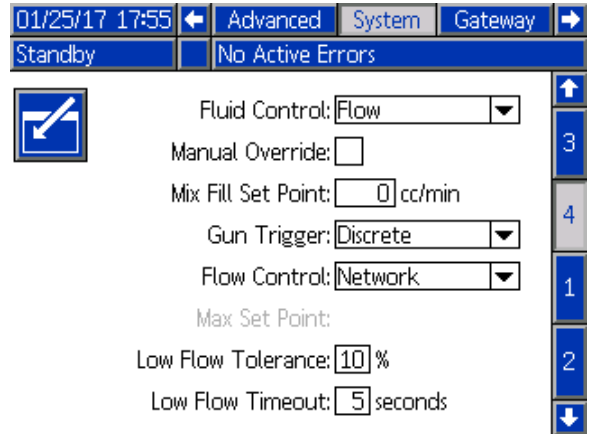 01/25/17 17:55 Advanced System Gateway
Standby No Active Errors
Fluid Control: Flow
3
Manual Override:
Mix Fill Set Point: 0 cc/min
4
Gun Trigger: Discrete
Flow Control: Network
1
Max Set Point:
Low Flow Tolerance: 10 %
2
Low Flow Timeout: 5 seconds